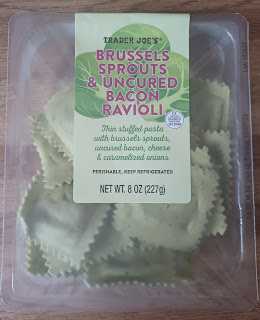 TRADER JOE'S®
BRUSSELS
SPROUTS
& UNCURED
BACON
RAVIOLI
Thin stuffed pasta
with brussels sprouts,
uncured bacon, cheese
& caramelized onions
PERISHABLE, KEEP REFRIGERATED
NET WT. 8 OZ (227g)